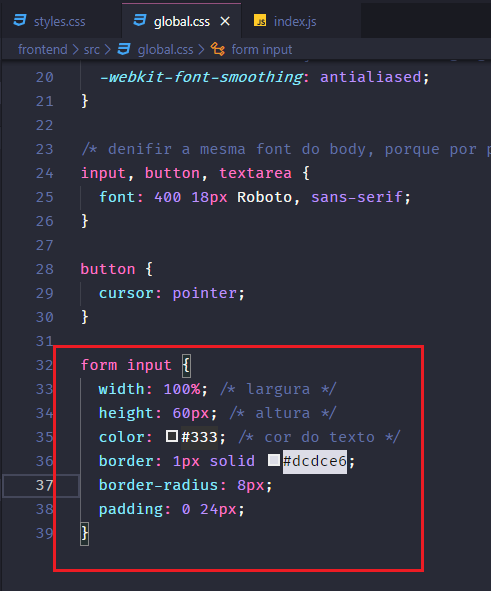 styles.css global.css × JS index.js
frontend > src > global.css > form input
20 -webkit-font-smoothing: antialiased;
21 }
22
23 /* denifir a mesma font do body, porque por p
24 input, button, textarea {
25 font: 400 18px Roboto, sans-serif;
26 }
27
28 button {
29 cursor: pointer;
30 }
31
32 form input {
33 width: 100%; /* largura */
34 height: 60px; /* altura */
35 color: #333; /* cor do texto */
36 border: 1px solid #dcdce6;
37 border-radius: 8px;
38 padding: 0 24px;
39 }